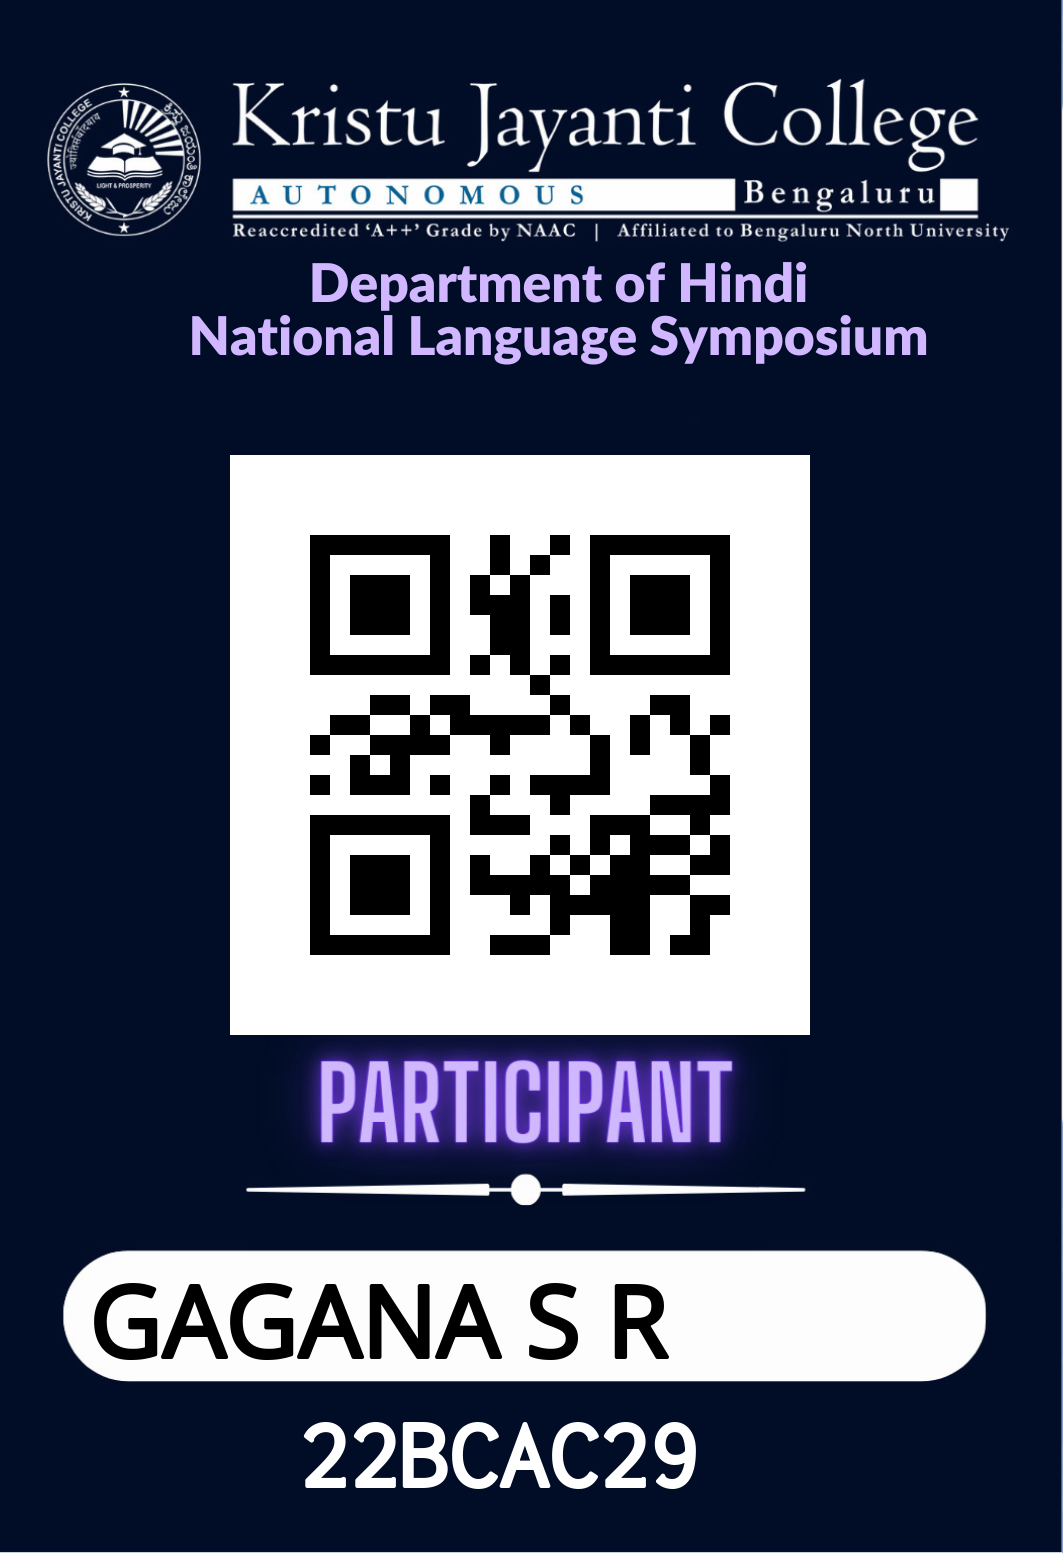 Kristu Jayanti College
AUTONOMOUS Bengaluru
Reaccredited ‘A++’ Grade by NAAC | Affiliated to Bengaluru North University
KRISTU JAYANTI COLLEGE
LIGHT & PROSPERITY
Department of Hindi
National Language Symposium
PARTICIPANT
GAGANA S R
22BCAC29